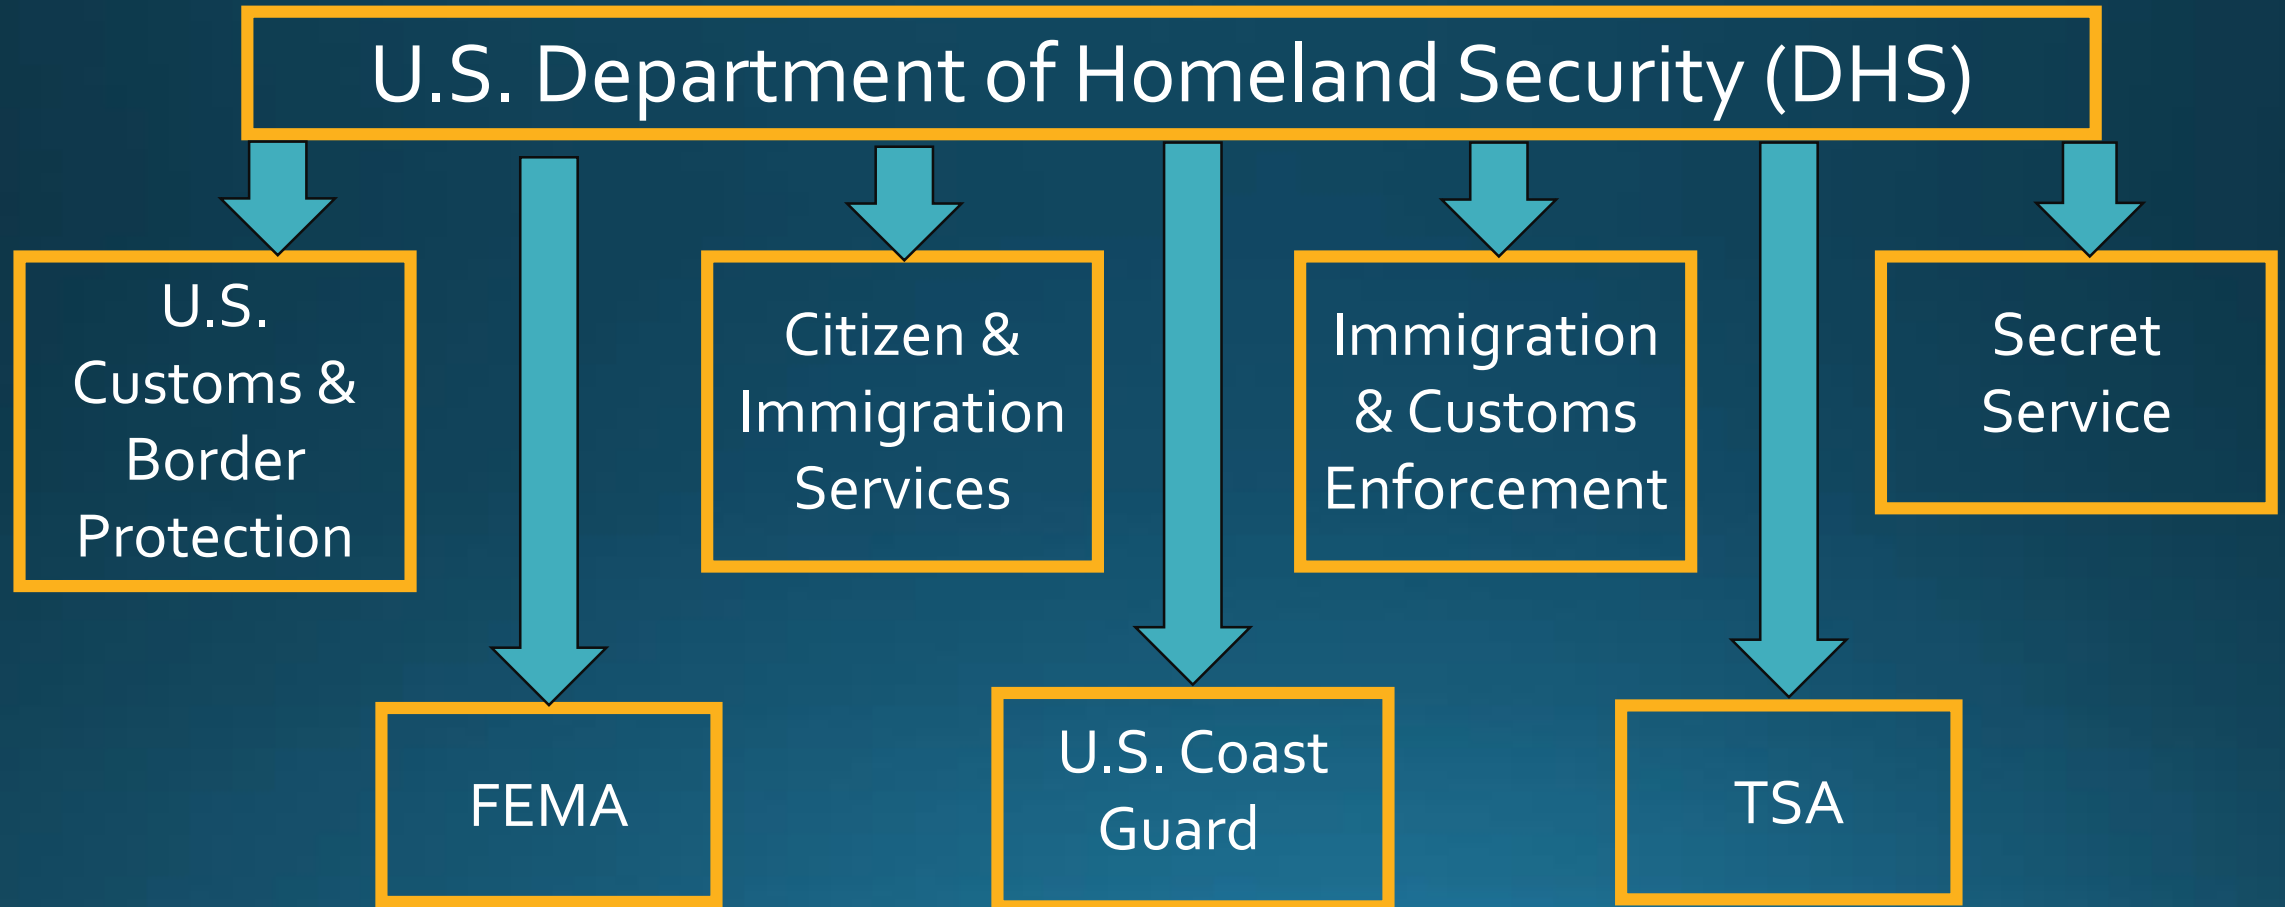 U.S. Department of Homeland Security (DHS)
U.S.
Customs &
Border
Protection
Citizen &
Immigration
Services
Immigration
& Customs
Enforcement
Secret
Service
FEMA
U.S. Coast
Guard
TSA